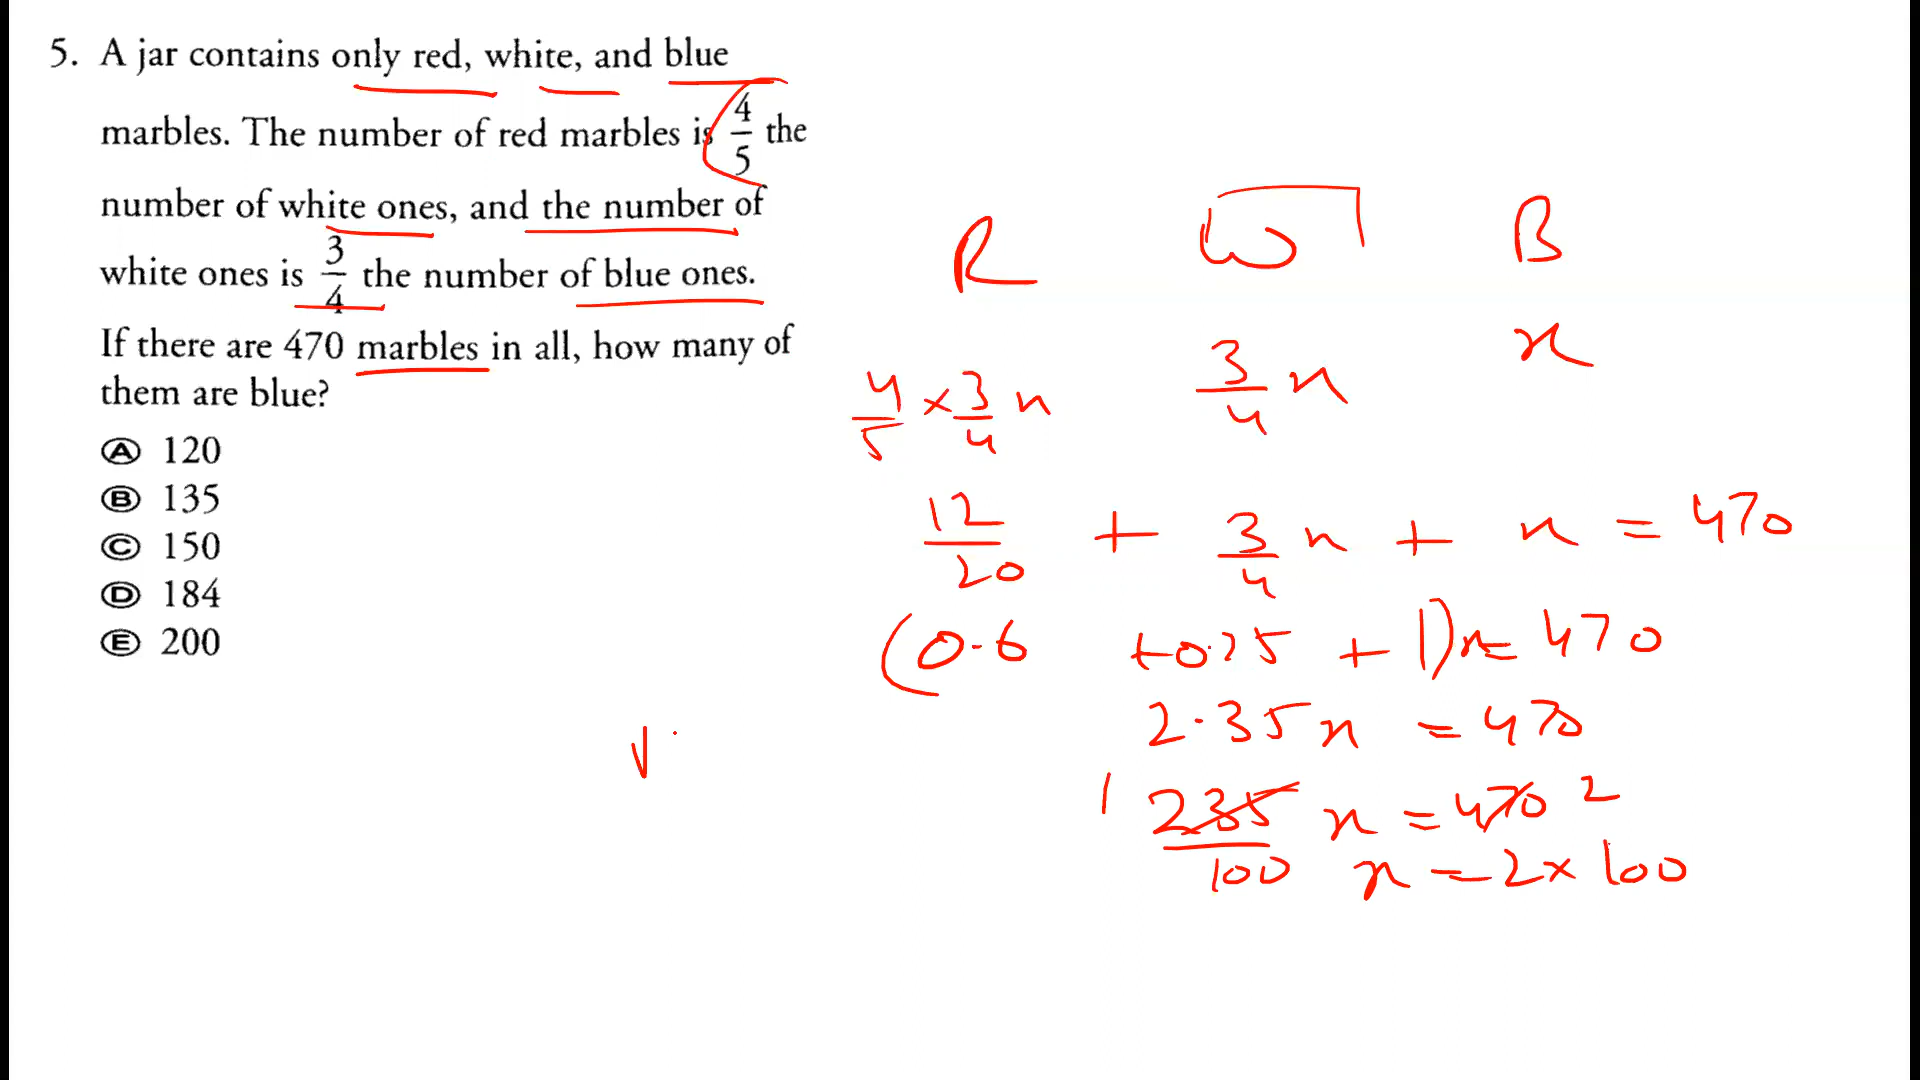 5. A jar contains only red, white, and blue
marbles. The number of red marbles is 4/5 the
number of white ones, and the number of
white ones is 3/4 the number of blue ones.
If there are 470 marbles in all, how many of
them are blue?
A 120
B 135
C 150
D 184
E 200
R W B
4/5 × 3/4 x 3/4 x x
12/20 + 3/4 x + x = 470
(0.6 + 0.75 + 1)x = 470
2.35 x = 470
1 235/100 x = 470 2
x = 2 × 100